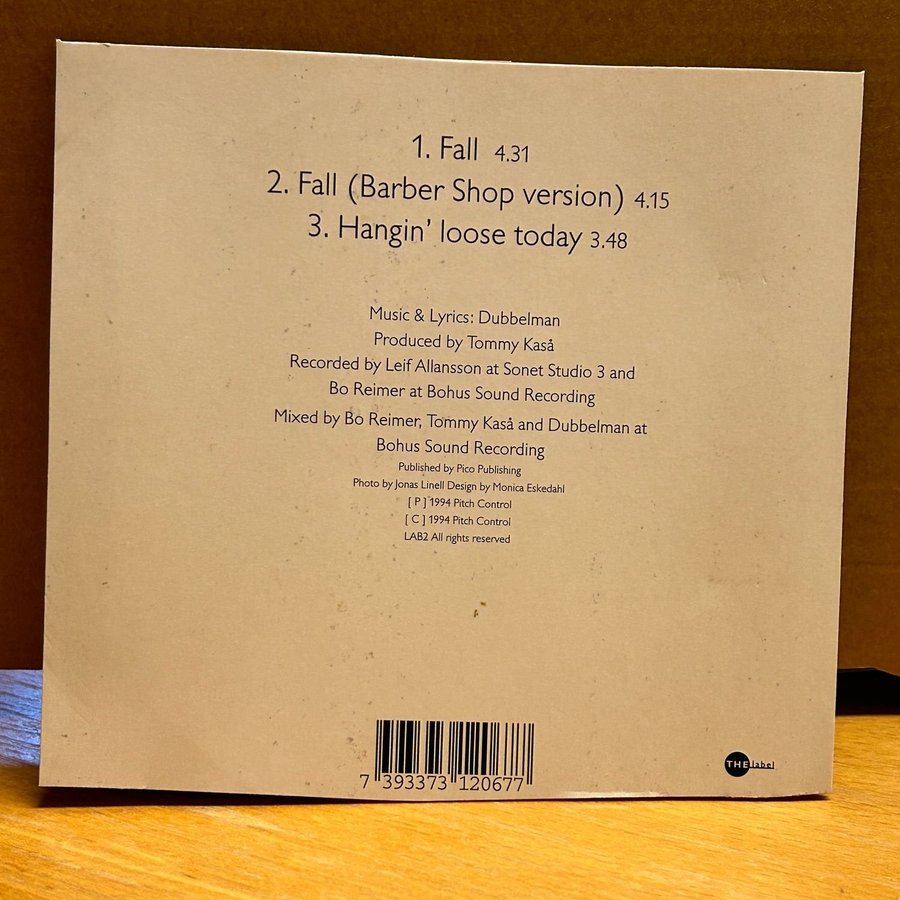 1. Fall 4.31
2. Fall (Barber Shop version) 4.15
3. Hangin' loose today 3.48
Music & Lyrics: Dubbelman
Produced by Tommy Kaså
Recorded by Leif Allansson at Sonet Studio 3 and
Bo Reimer at Bohus Sound Recording
Mixed by Bo Reimer, Tommy Kaså and Dubbelman at
Bohus Sound Recording
Published by Pico Publishing
Photo by Jonas Linell Design by Monica Eskedahl
[ P ] 1994 Pitch Control
[ C ] 1994 Pitch Control
LAB2 All rights reserved
7 393373 120677
THE label